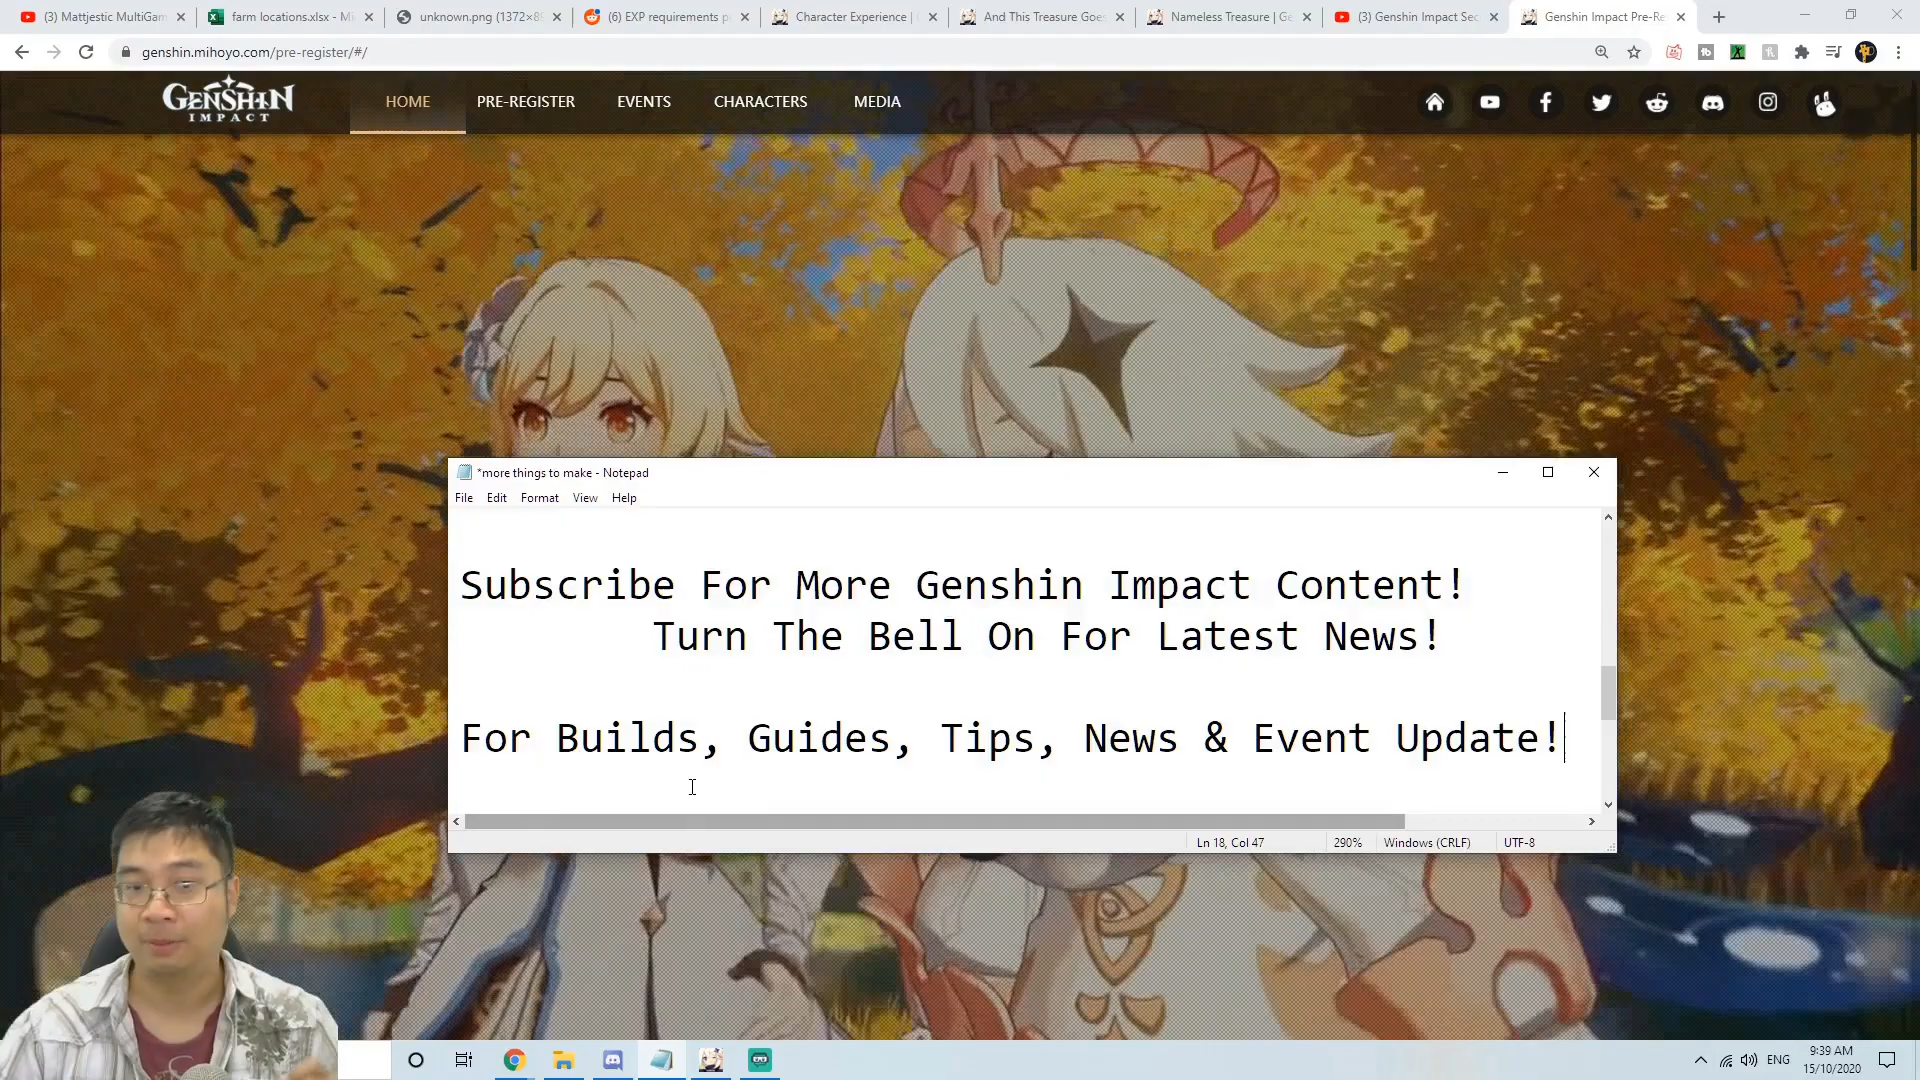 (3) Mattjestic MultiGam
farm locations.xlsx - Mi
unknown.png (1372×89
(6) EXP requirements p
Character Experience |
And This Treasure Goes
Nameless Treasure | Ge
(3) Genshin Impact Sec
Genshin Impact Pre-Re
genshin.mihoyo.com/pre-register/#/
GENSHIN
IMPACT
HOME
PRE-REGISTER
EVENTS
CHARACTERS
MEDIA
*more things to make - Notepad
File Edit Format View Help
Subscribe For More Genshin Impact Content!
Turn The Bell On For Latest News!
For Builds, Guides, Tips, News & Event Update!
Ln 18, Col 47
290%
Windows (CRLF)
UTF-8
ENG
9:39 AM
15/10/2020